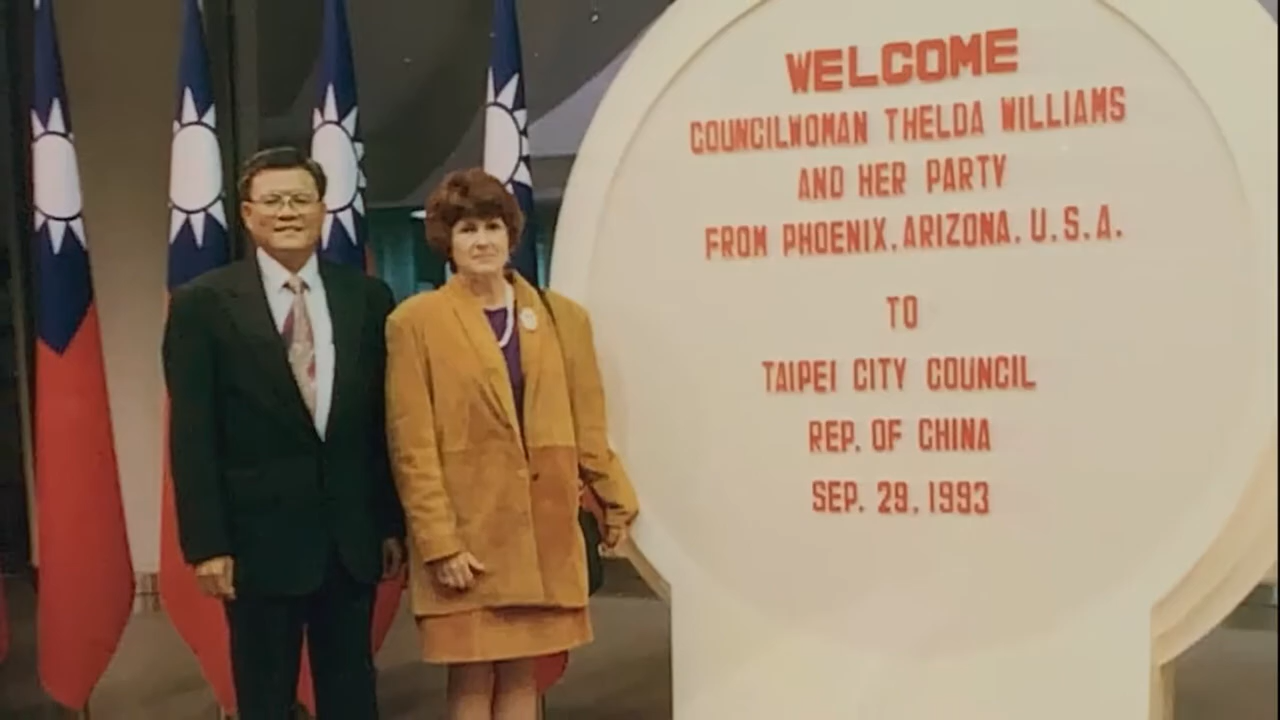 WELCOME
COUNCILWOMAN THELDA WILLIAMS
AND HER PARTY
FROM PHOENIX, ARIZONA, U.S.A.
TO
TAIPEI CITY COUNCIL
REP. OF CHINA
SEP. 29, 1993